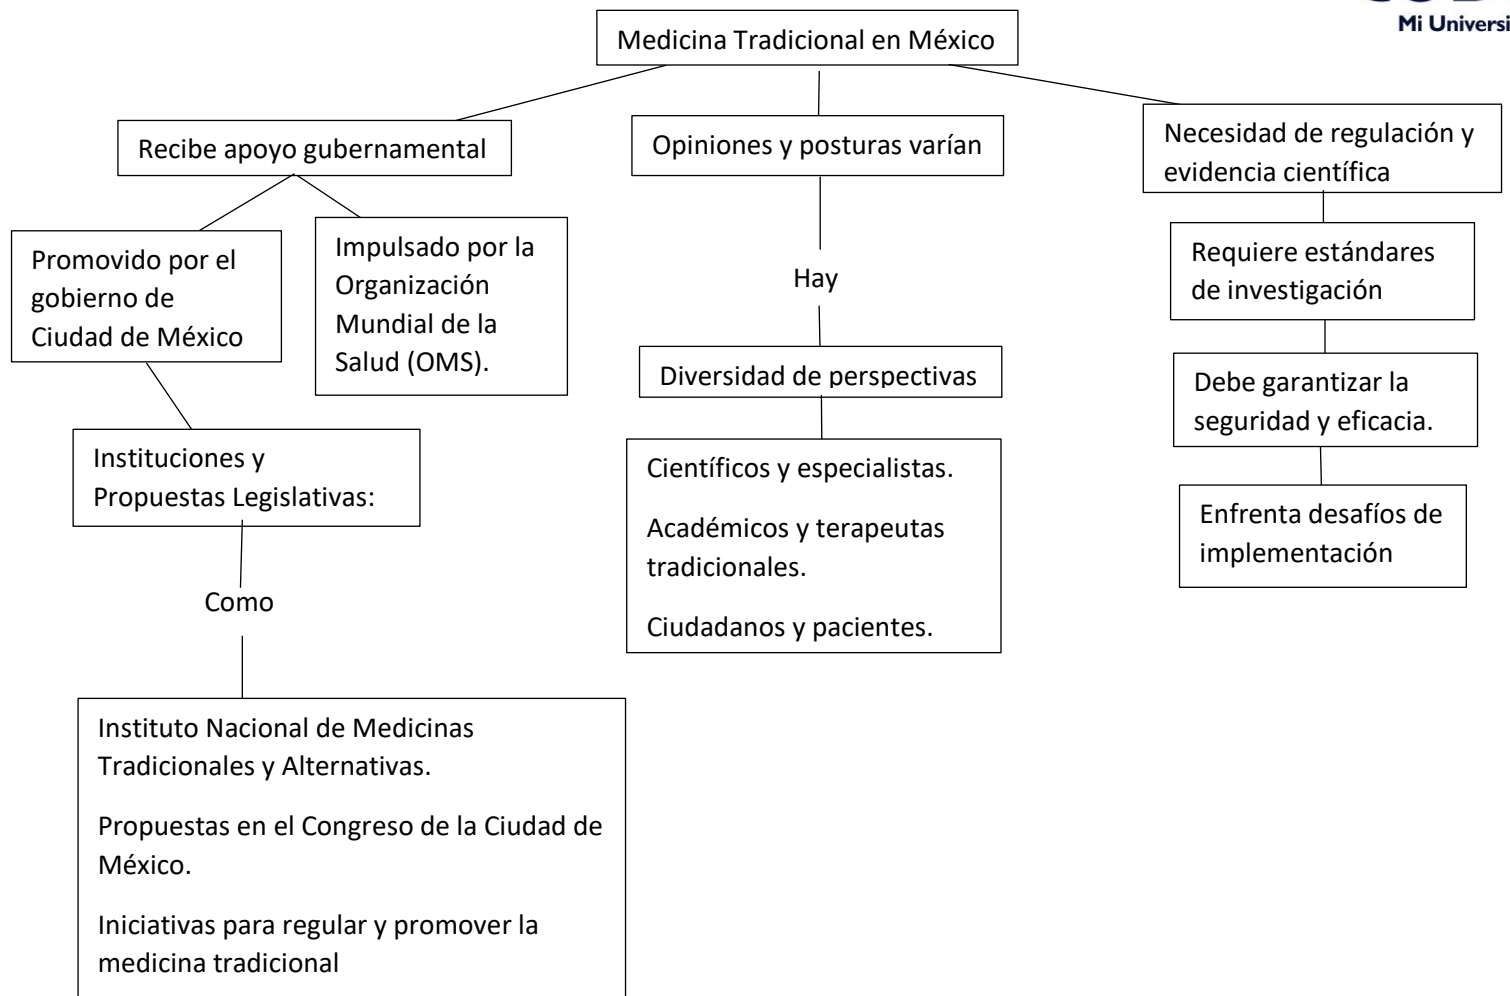 Mi Universi
Medicina Tradicional en México
Recibe apoyo gubernamental
Opiniones y posturas varían
Necesidad de regulación y
evidencia científica
Promovido por el
gobierno de
Ciudad de México
Impulsado por la
Organización
Mundial de la
Salud (OMS).
Hay
Requiere estándares
de investigación
Diversidad de perspectivas
Debe garantizar la
seguridad y eficacia.
Instituciones y
Propuestas Legislativas:
Científicos y especialistas.
Académicos y terapeutas
tradicionales.
Ciudadanos y pacientes.
Enfrenta desafíos de
implementación
Como
Instituto Nacional de Medicinas
Tradicionales y Alternativas.
Propuestas en el Congreso de la Ciudad de
México.
Iniciativas para regular y promover la
medicina tradicional